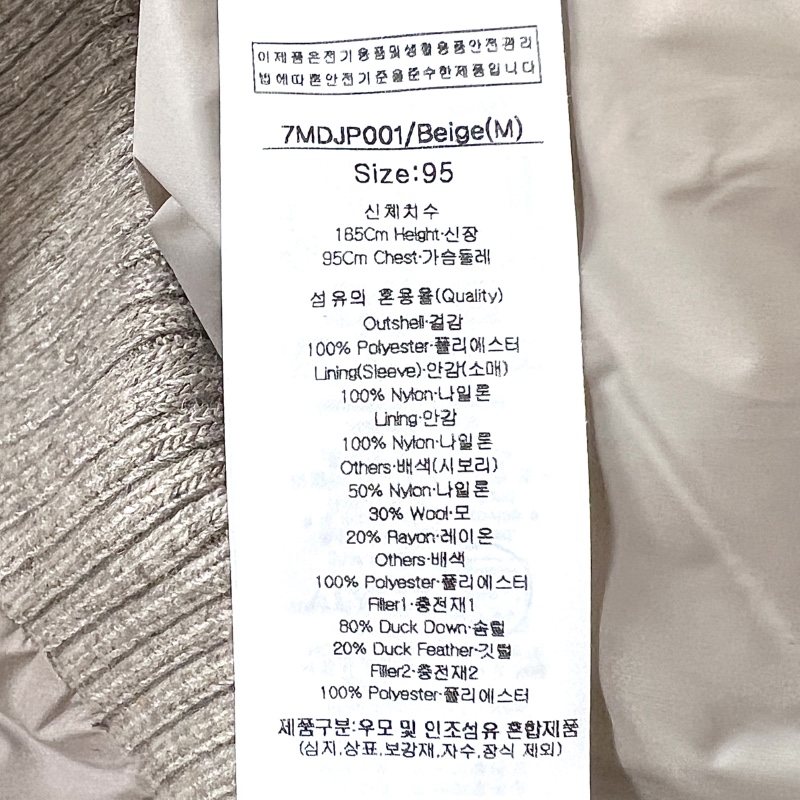 이제품은전기용품및생활용품안전관리
법에따른안전기준을준수한제품입니다
7MDJP001/Beige(M)
Size:95
신체치수
165Cm Height·신장
95Cm Chest·가슴둘레
섬유의 혼용율(Quality)
Outshell·겉감
100% Polyester·폴리에스터
Lining(Sleeve)·안감(소매)
100% Nylon·나일론
Lining·안감
100% Nylon·나일론
Others·배색(시보리)
50% Nylon·나일론
30% Wool·모
20% Rayon·레이온
Others·배색
100% Polyester·폴리에스터
Filler1·충전재1
80% Duck Down·솜털
20% Duck Feather·깃털
Filler2·충전재2
100% Polyester·폴리에스터
제품구분:우모 및 인조섬유 혼합제품
(심지,상표,보강재,자수,장식 제외)